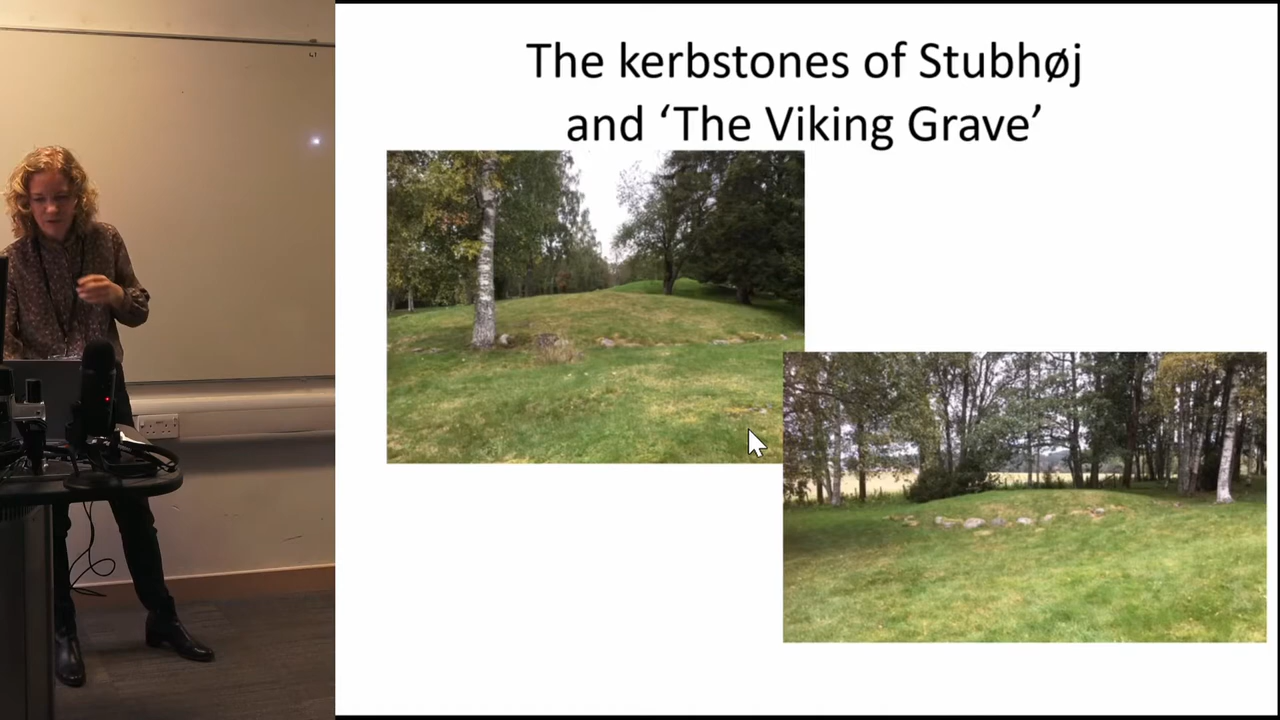 The kerbstones of Stubhøj
and ‘The Viking Grave’